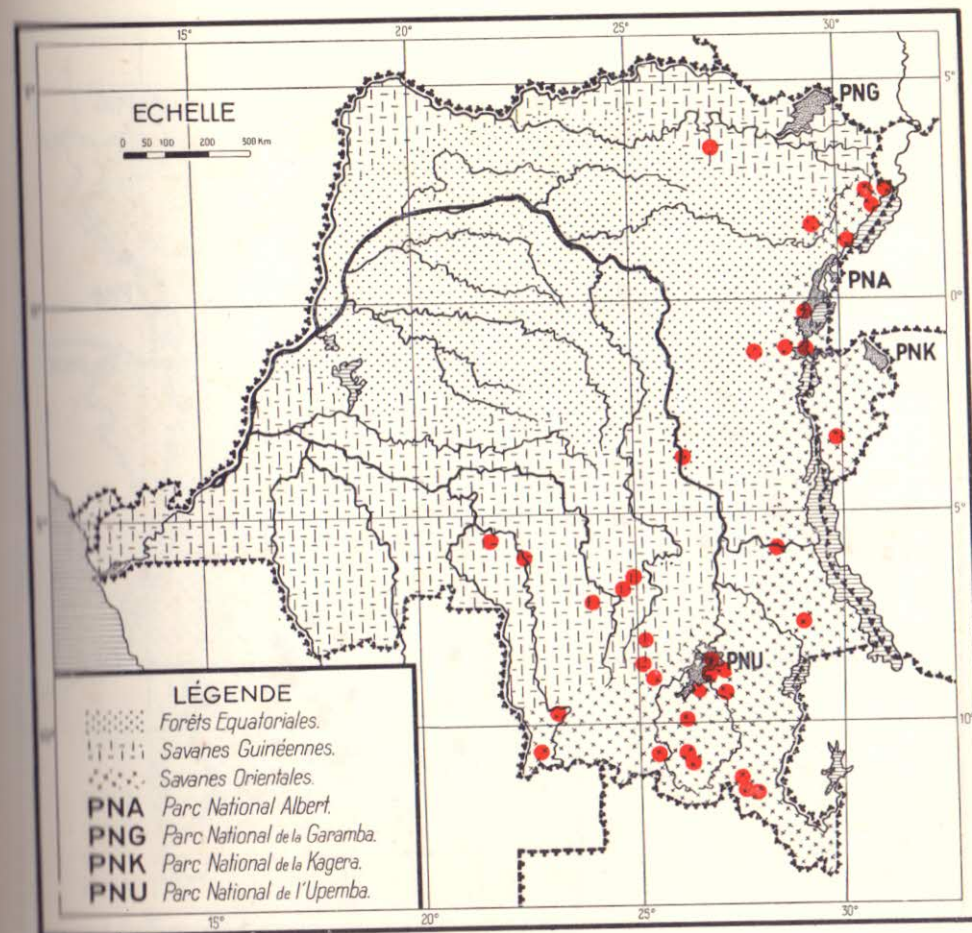 15° 20° 25° 30°
5°
ECHELLE
0 50 100 200 300 Km
PNG
PNA
0°
PNK
5°
PNU
10°
LÉGENDE
Forêts Equatoriales.
Savanes Guinéennes.
Savanes Orientales.
PNA Parc National Albert.
PNG Parc National de la Garamba.
PNK Parc National de la Kagera.
PNU Parc National de l'Upemba.
15° 20° 25° 30°